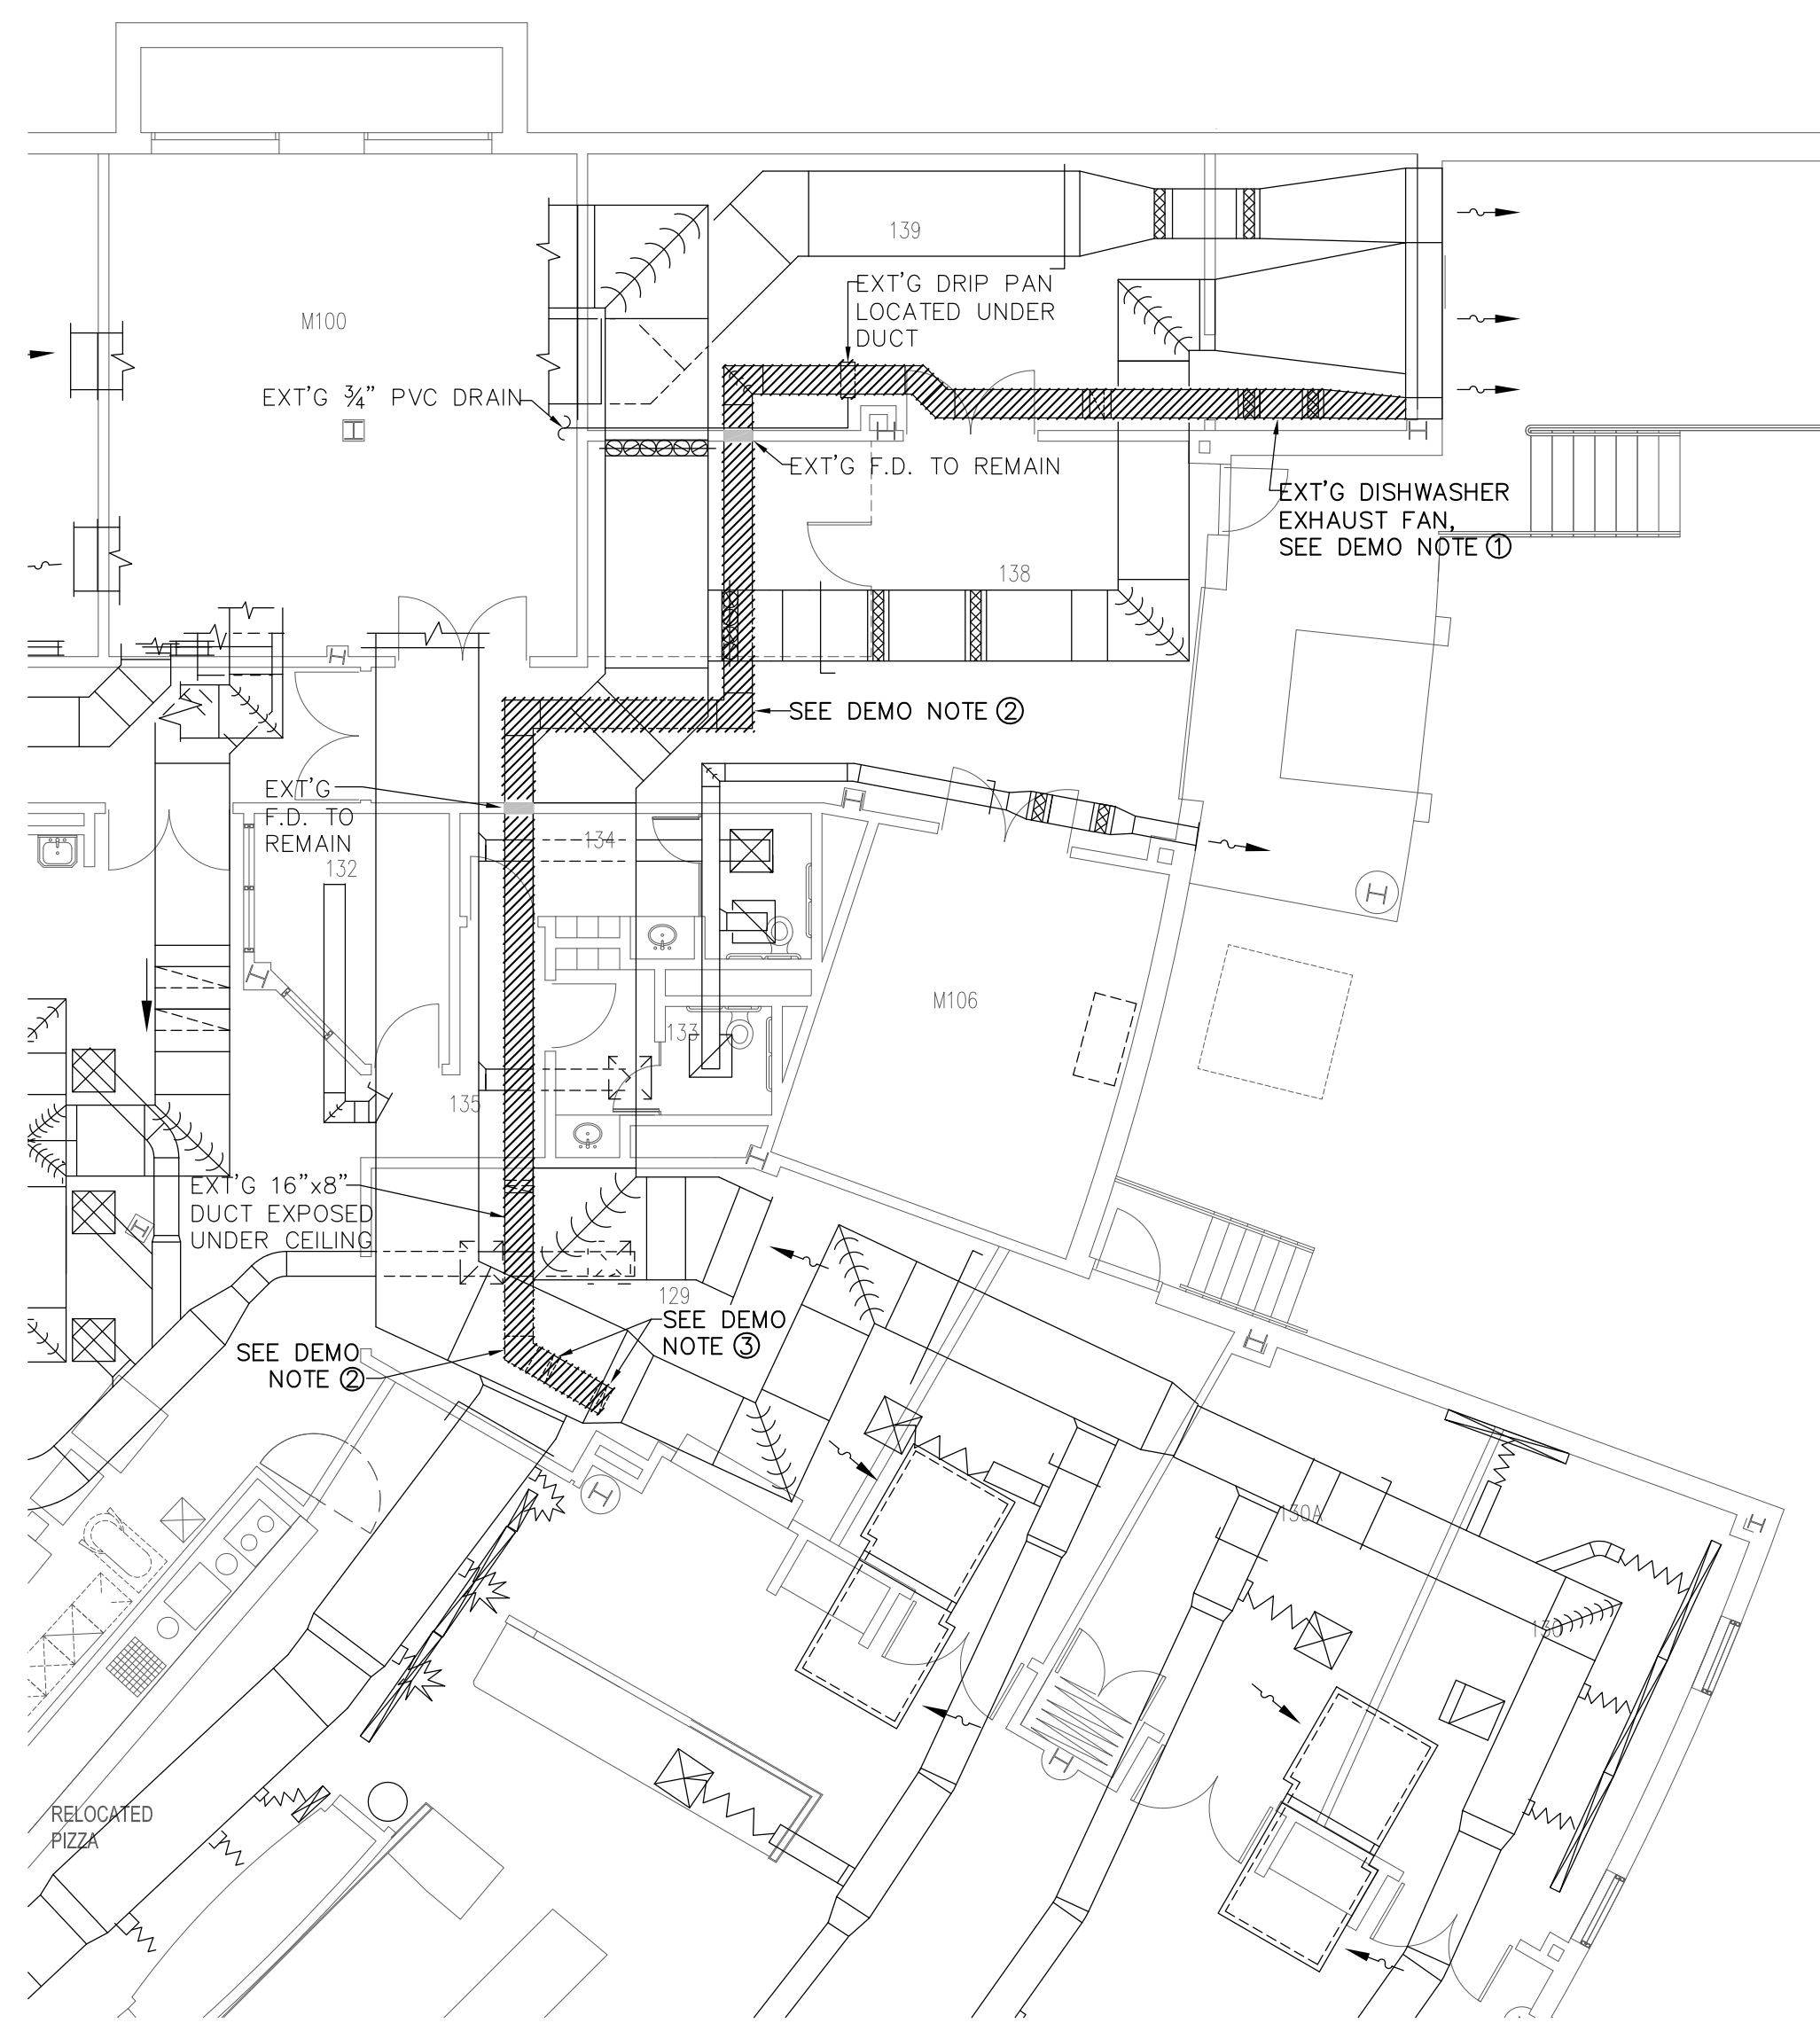 139
EXT'G DRIP PAN
LOCATED UNDER
DUCT
M100
EXT'G ¾" PVC DRAIN
EXT'G F.D. TO REMAIN
EXT'G DISHWASHER
EXHAUST FAN,
SEE DEMO NOTE ①
138
SEE DEMO NOTE ②
EXT'G
F.D. TO
REMAIN
134
132
M106
133
135
EXT'G 16"x8"
DUCT EXPOSED
UNDER CEILING
129
SEE DEMO
NOTE ③
SEE DEMO
NOTE ②
130A
130
RELOCATED
PIZZA